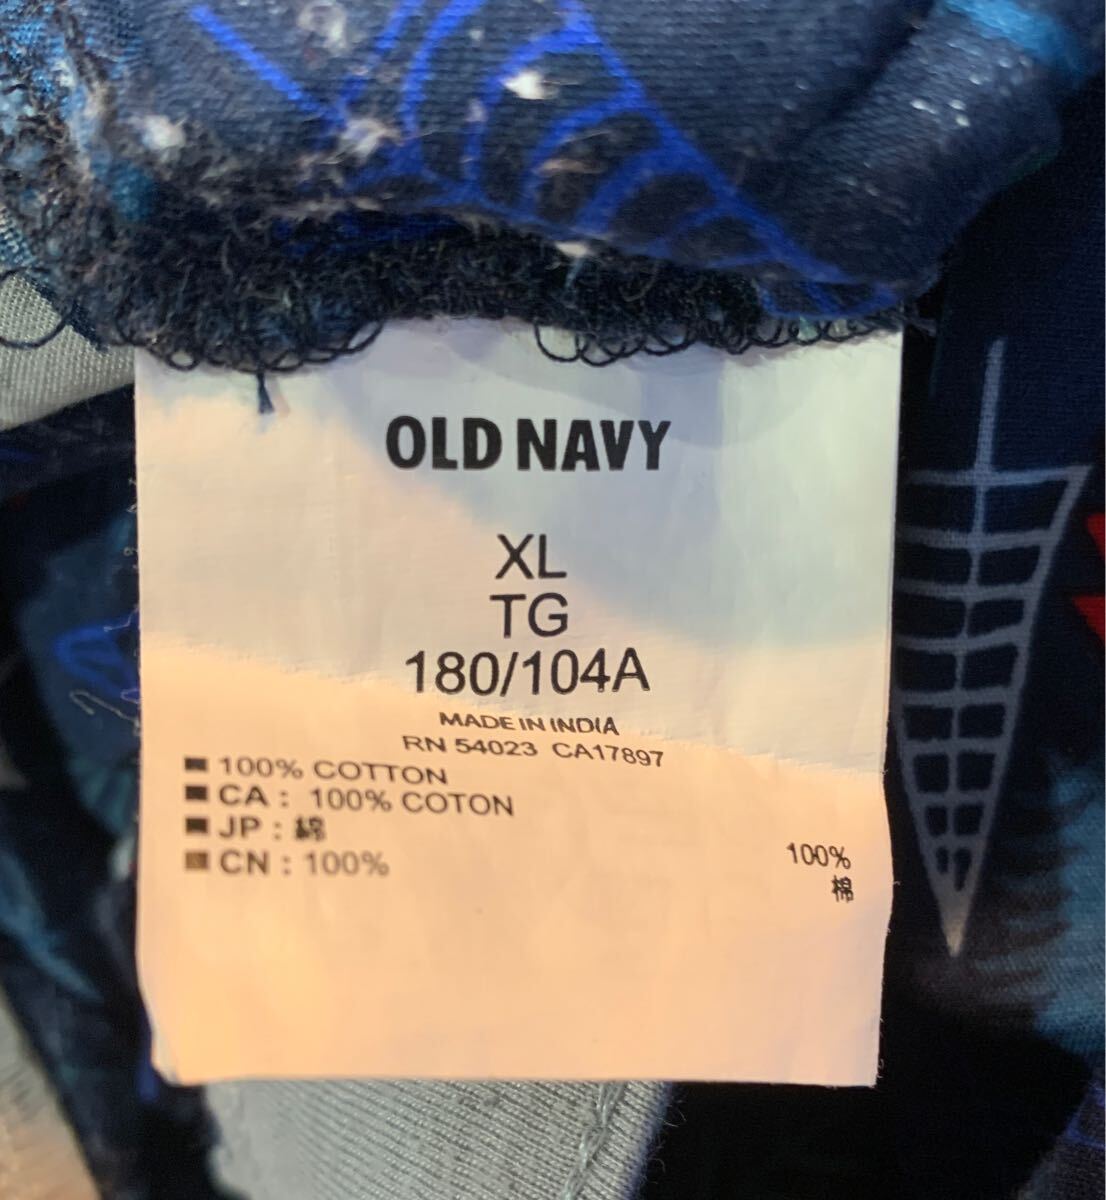 OLD NAVY
XL
TG
180/104A
MADE IN INDIA
RN 54023 CA17897
■ 100% COTTON
■ CA : 100% COTON
■ JP : 綿 100%
■ CN : 100% 棉